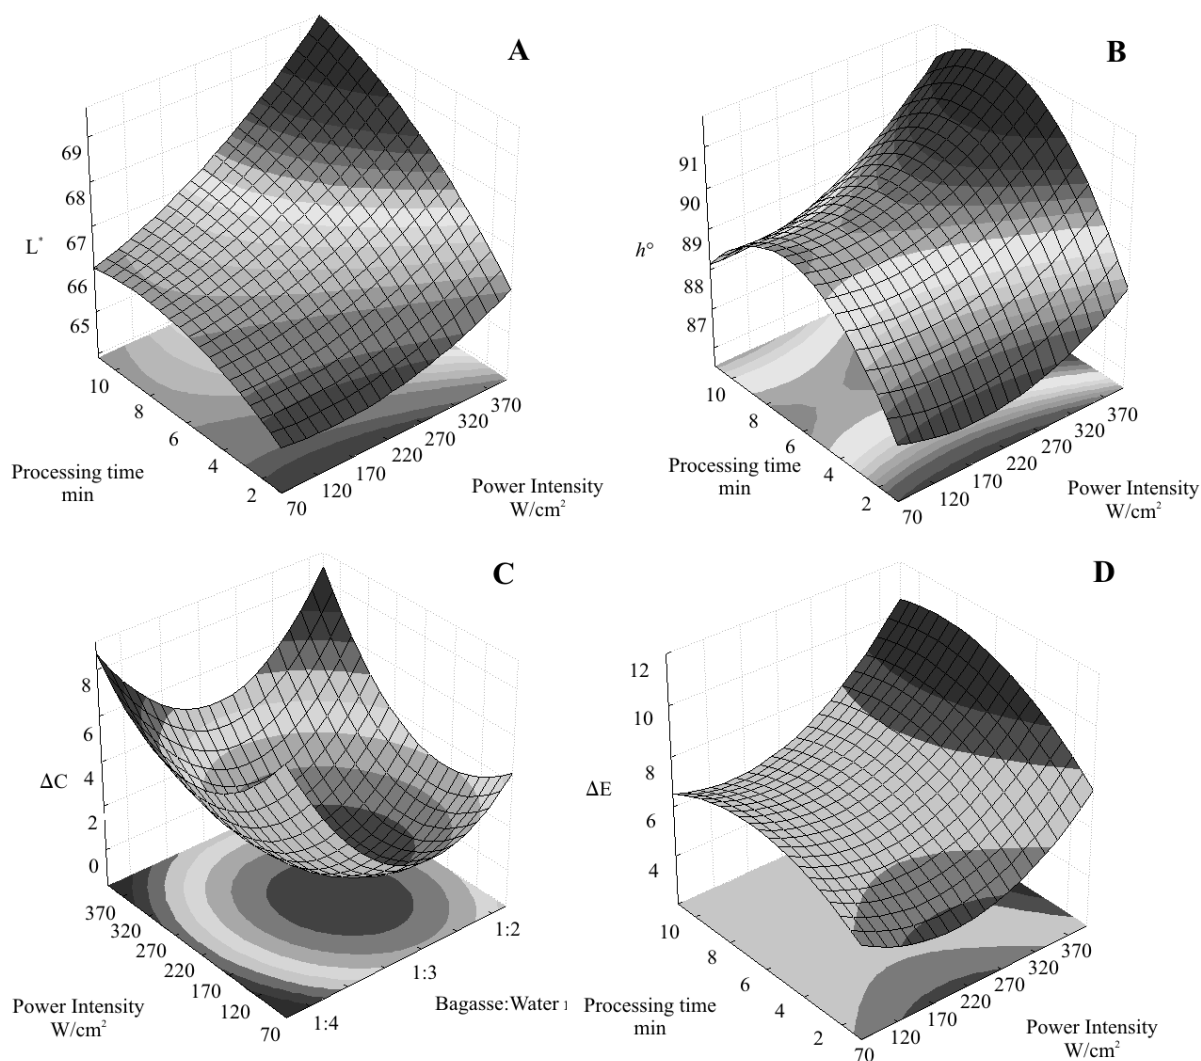 A
69
68
67
L*
66
65
10
8
6
4
2
Processing time
min
70
120
170
220
270
320
370
Power Intensity
W/cm²
B
91
90
89
h°
88
87
10
8
6
4
2
Processing time
min
70
120
170
220
270
320
370
Power Intensity
W/cm²
C
8
6
4
ΔC
2
0
370
320
270
220
170
120
70
Power Intensity
W/cm²
1:2
1:3
1:4
Bagasse:Water
D
12
10
8
ΔE
6
4
10
8
6
4
2
Processing time
min
70
120
170
220
270
320
370
Power Intensity
W/cm²